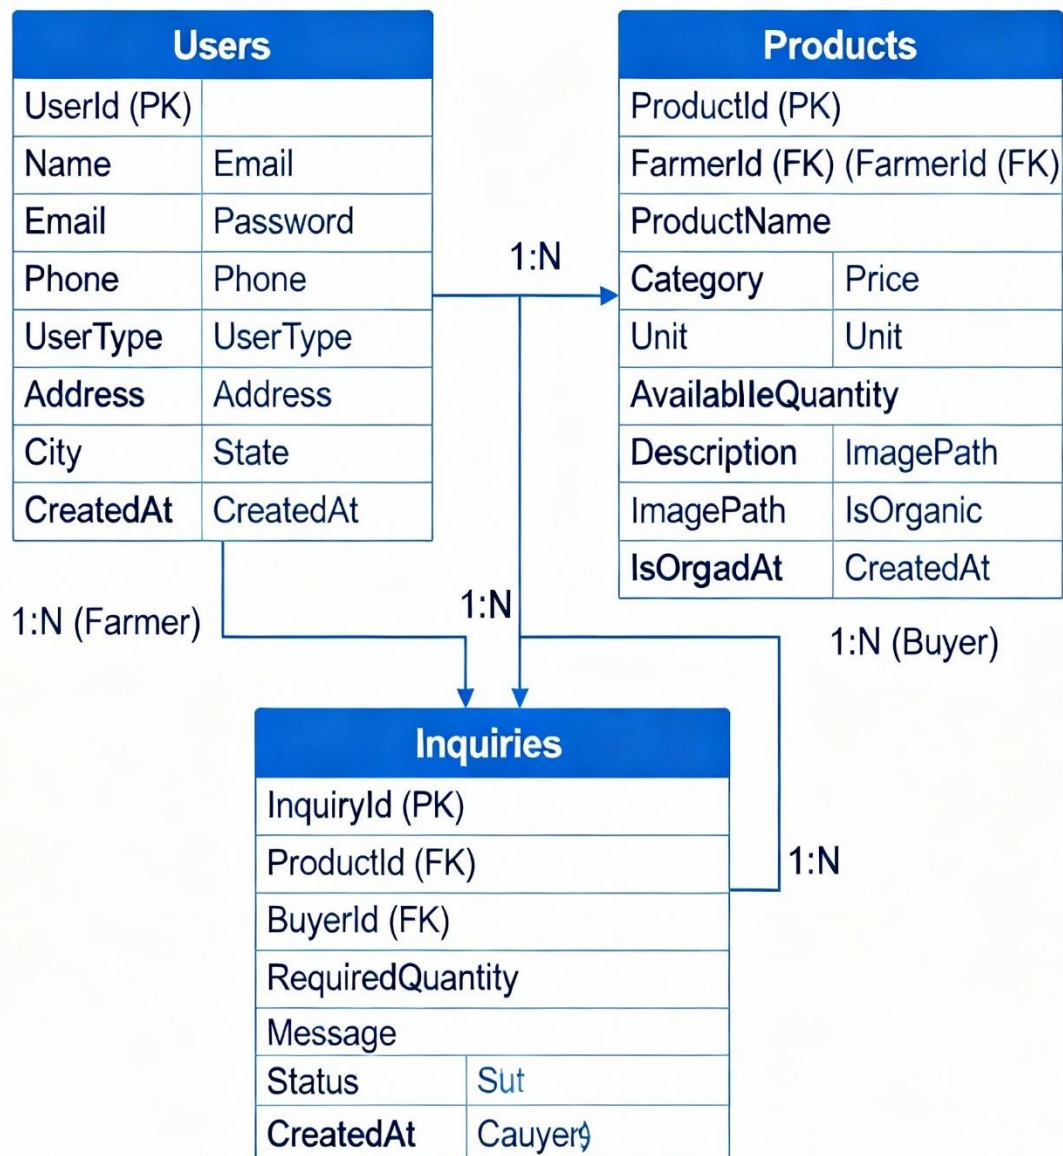 Users
UserId (PK)
Name Email
Email Password
Phone Phone
UserType UserType
Address Address
City State
CreatedAt CreatedAt
Products
ProductId (PK)
FarmerId (FK) (FarmerId (FK)
ProductName
Category Price
Unit Unit
AvailablleQuantity
Description ImagePath
ImagePath IsOrganic
IsOrgadAt CreatedAt
1:N
1:N (Farmer)
1:N
1:N (Buyer)
Inquiries
InquiryId (PK)
ProductId (FK)
BuyerId (FK)
RequiredQuantity
Message
Status Sut
CreatedAt
1:N